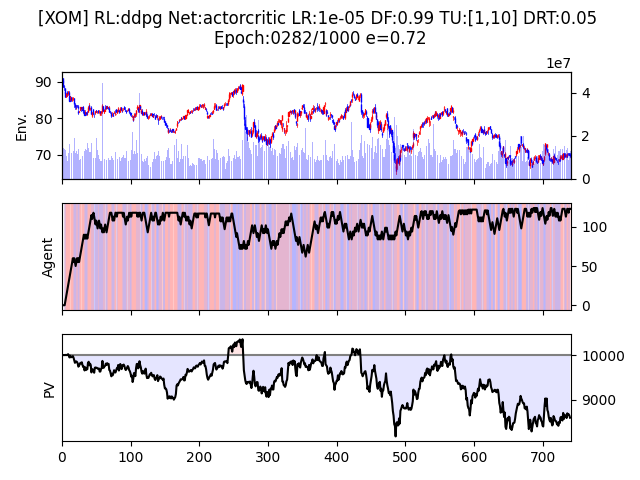 [XOM] RL:ddpg Net:actorcritic LR:1e-05 DF:0.99 TU:[1,10] DRT:0.05
Epoch:0282/1000 e=0.72
1e7
Env.
90
80
70
4
2
0
Agent
100
50
0
PV
10000
9000
0 100 200 300 400 500 600 700